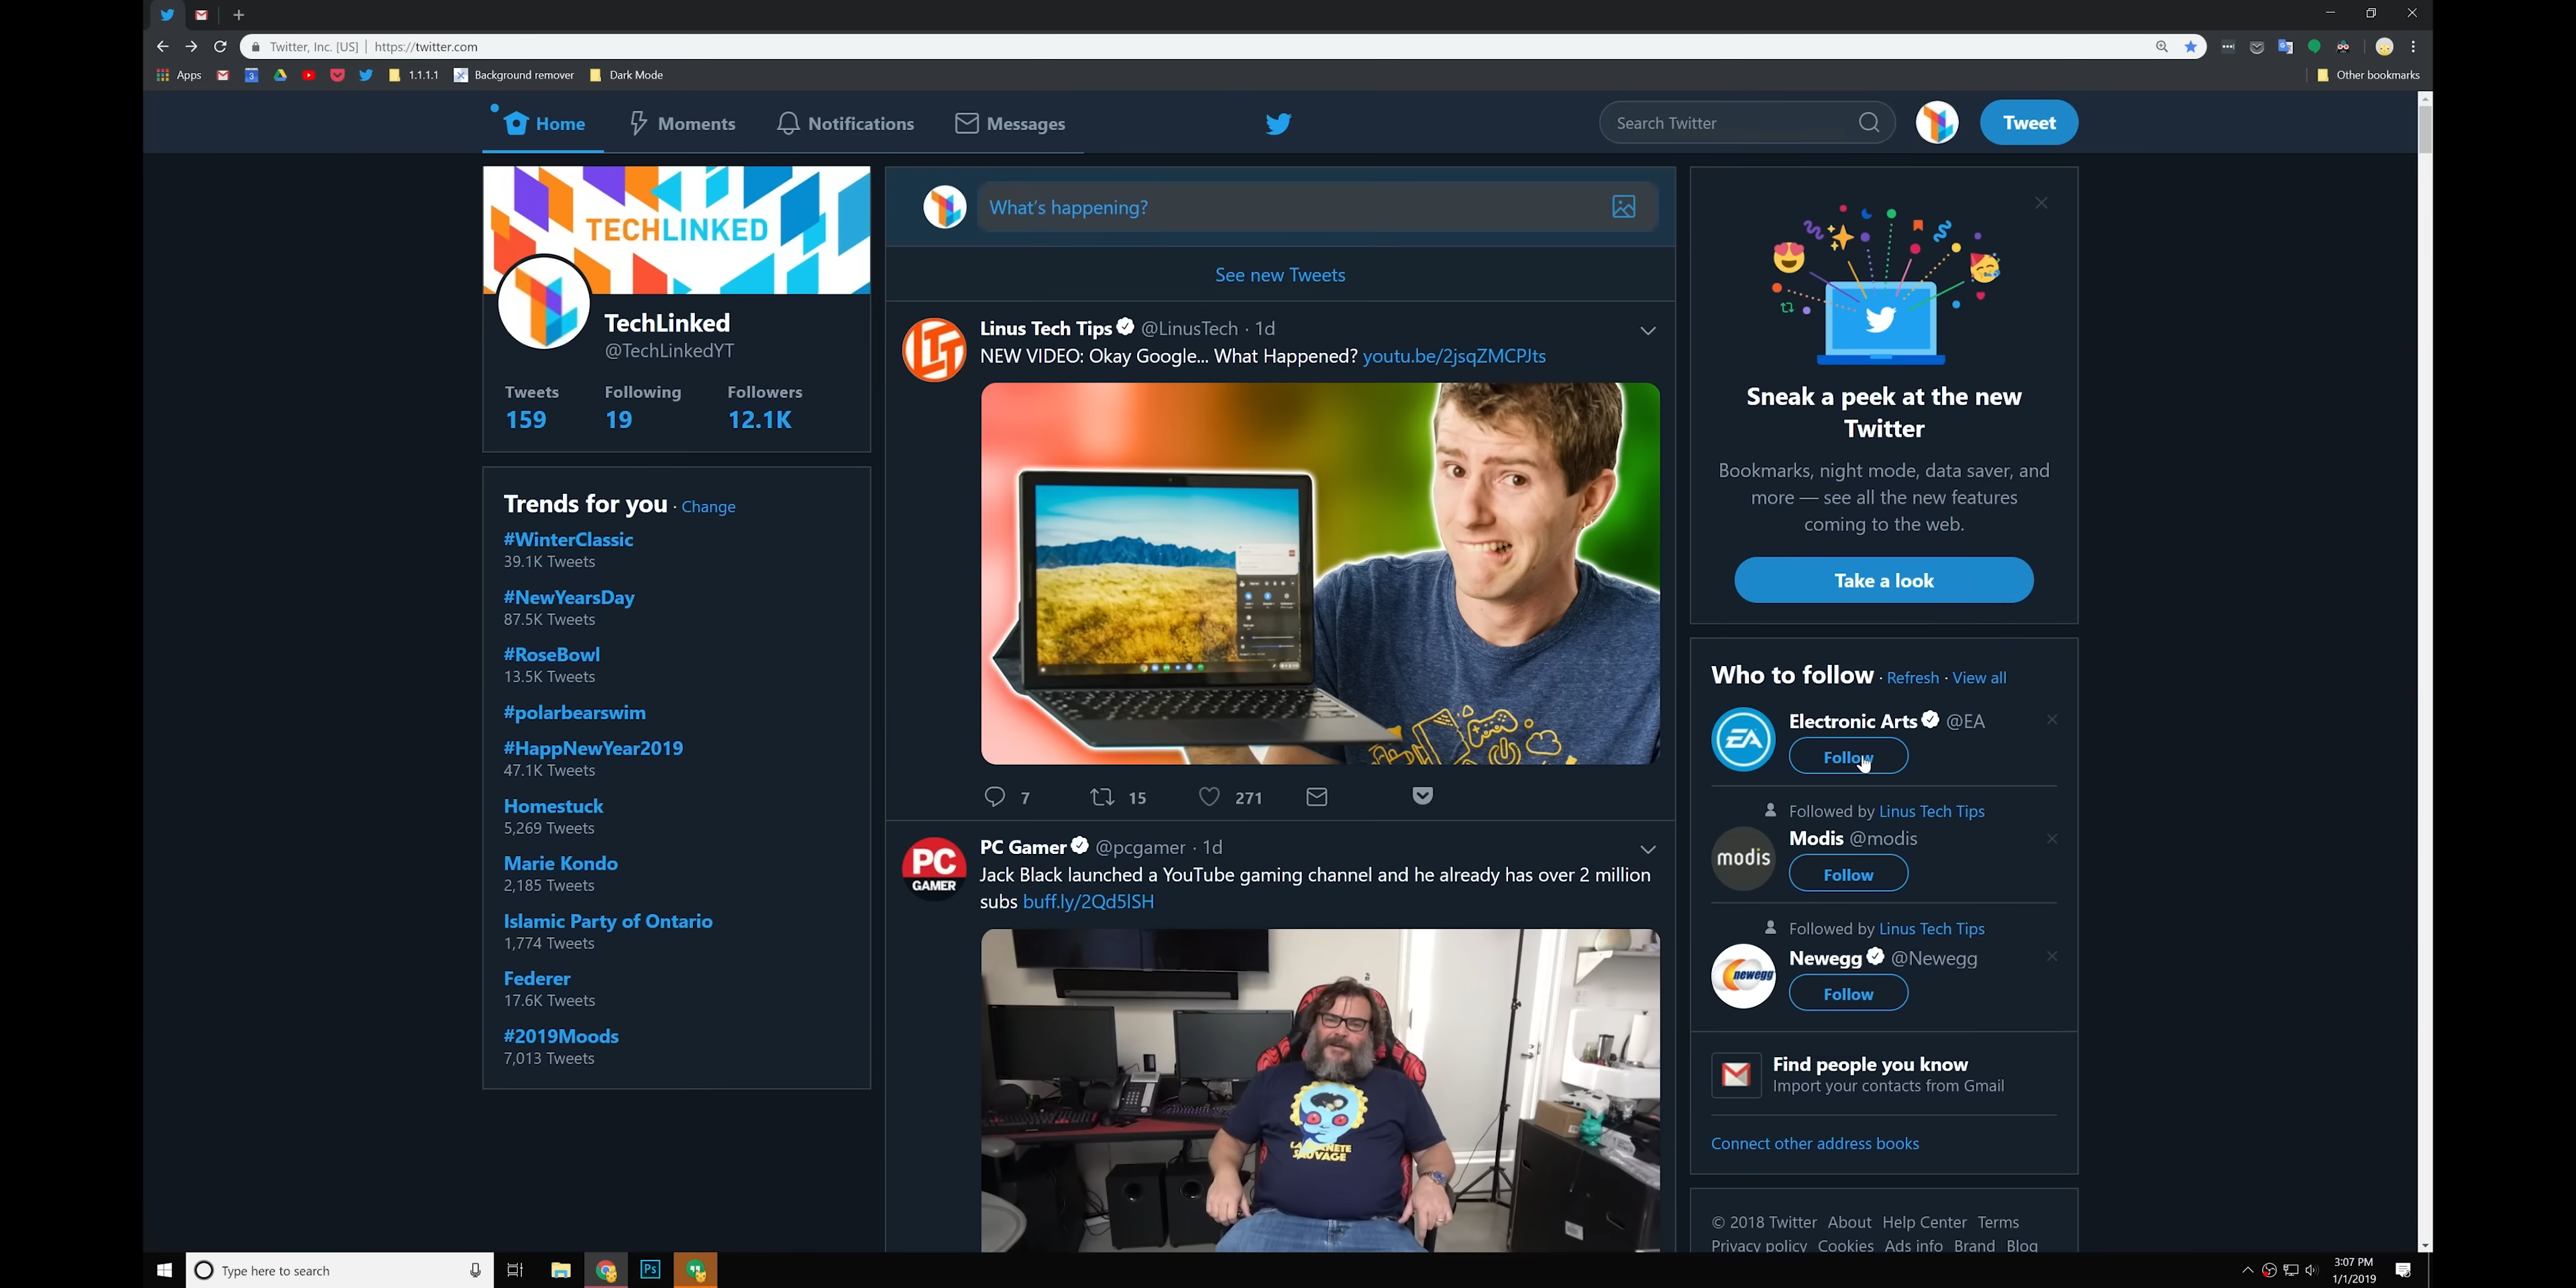 Twitter, Inc. [US] | https://twitter.com
Apps
3
1.1.1.1
Background remover
Dark Mode
Other bookmarks
Home
Moments
Notifications
Messages
Search Twitter
Tweet
TECHLINKED
TechLinked
@TechLinkedYT
Tweets Following Followers
159 19 12.1K
Trends for you · Change
#WinterClassic
39.1K Tweets
#NewYearsDay
87.5K Tweets
#RoseBowl
13.5K Tweets
#polarbearswim
#HappNewYear2019
47.1K Tweets
Homestuck
5,269 Tweets
Marie Kondo
2,185 Tweets
Islamic Party of Ontario
1,774 Tweets
Federer
17.6K Tweets
#2019Moods
7,013 Tweets
What's happening?
See new Tweets
LTT
Linus Tech Tips @LinusTech · 1d
NEW VIDEO: Okay Google... What Happened? youtu.be/2jsqZMCPJts
7 15 271
PC GAMER
PC Gamer @pcgamer · 1d
Jack Black launched a YouTube gaming channel and he already has over 2 million
subs buff.ly/2Qd5lSH
SAUVAGE
Sneak a peek at the new
Twitter
Bookmarks, night mode, data saver, and
more — see all the new features
coming to the web.
Take a look
Who to follow · Refresh · View all
EA
Electronic Arts @EA
Follow
Followed by Linus Tech Tips
modis
Modis @modis
Follow
Followed by Linus Tech Tips
newegg
Newegg @Newegg
Follow
Find people you know
Import your contacts from Gmail
Connect other address books
© 2018 Twitter About Help Center Terms
Privacy policy Cookies Ads info Brand Blog
Type here to search
Ps
3:07 PM
1/1/2019